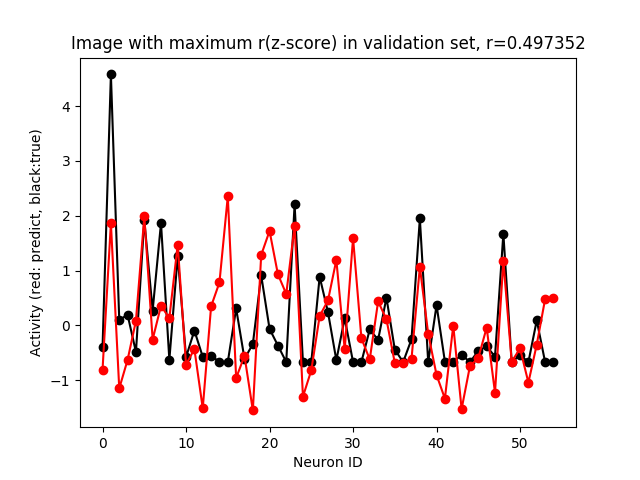 Image with maximum r(z-score) in validation set, r=0.497352
Activity (red: predict, black:true)
4
3
2
1
0
−1
0 10 20 30 40 50
Neuron ID